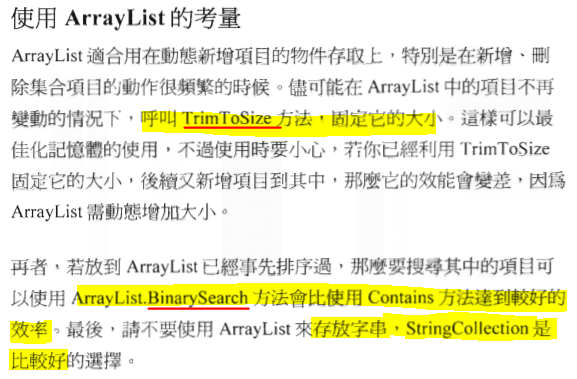 使用 ArrayList 的考量
ArrayList 適合用在動態新增項目的物件存取上,特別是在新增、刪
除集合項目的動作很頻繁的時候。儘可能在 ArrayList 中的項目不再
變動的情況下,呼叫 TrimToSize 方法,固定它的大小。這樣可以最
佳化記憶體的使用,不過使用時要小心,若你已經利用 TrimToSize
固定它的大小,後續又新增項目到其中,那麼它的效能會變差,因為
ArrayList 需動態增加大小。
再者,若放到 ArrayList 已經事先排序過,那麼要搜尋其中的項目可
以使用 ArrayList.BinarySearch 方法會比使用 Contains 方法達到較好的
效率。最後,請不要使用 ArrayList 來存放字串,StringCollection 是
比較好的選擇。